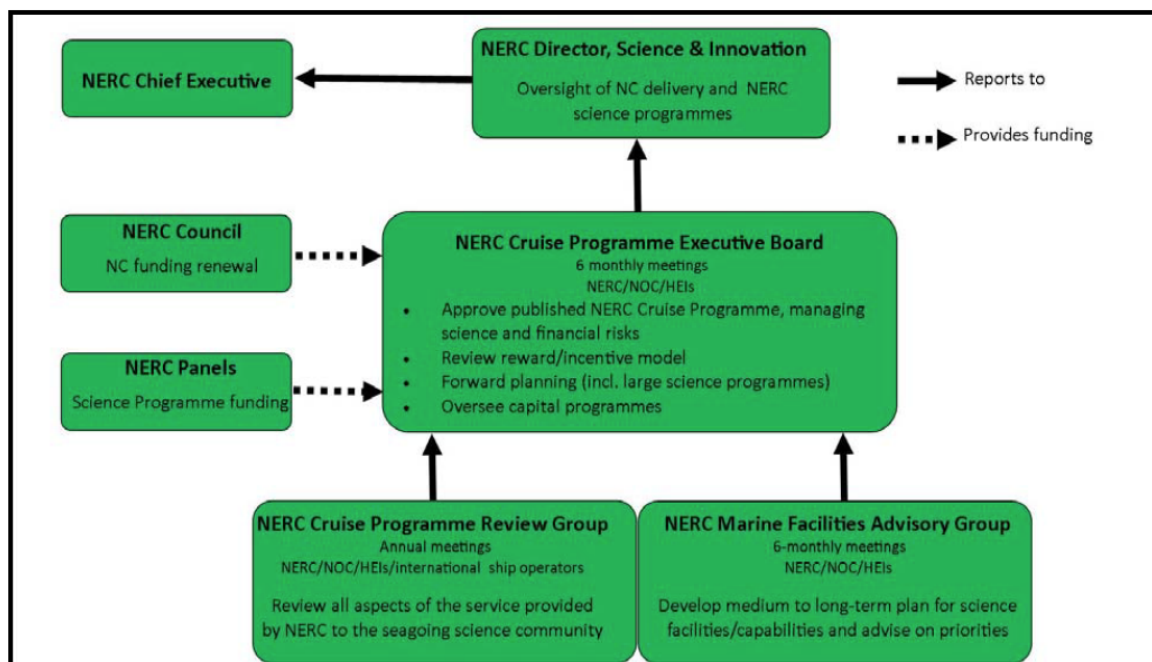 NERC Chief Executive
NERC Director, Science & Innovation
Oversight of NC delivery and NERC
science programmes
Reports to
Provides funding
NERC Council
NC funding renewal
NERC Panels
Science Programme funding
NERC Cruise Programme Executive Board
6 monthly meetings
NERC/NOC/HEIs
• Approve published NERC Cruise Programme, managing
science and financial risks
• Review reward/incentive model
• Forward planning (incl. large science programmes)
• Oversee capital programmes
NERC Cruise Programme Review Group
Annual meetings
NERC/NOC/HEIs/international ship operators
Review all aspects of the service provided
by NERC to the seagoing science community
NERC Marine Facilities Advisory Group
6-monthly meetings
NERC/NOC/HEIs
Develop medium to long-term plan for science
facilities/capabilities and advise on priorities